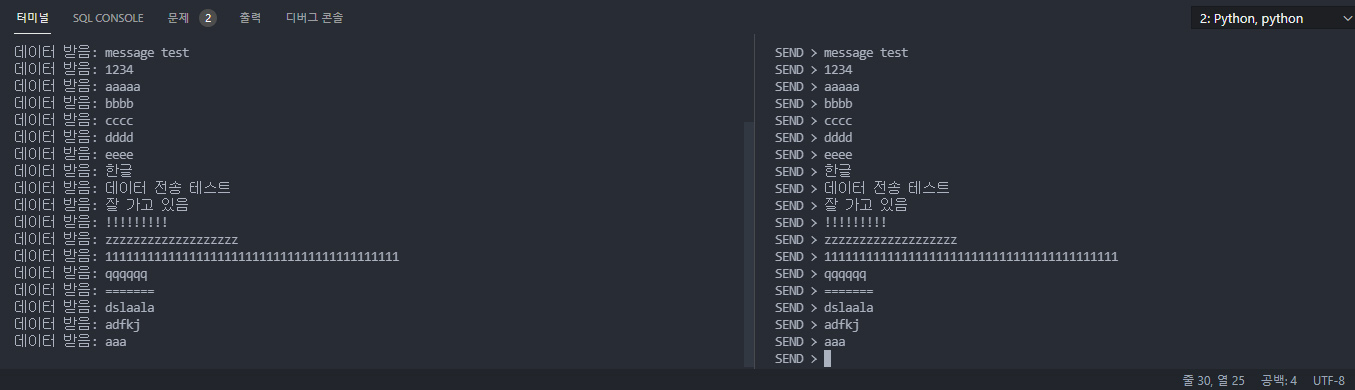 터미널 SQL CONSOLE 문제 2 출력 디버그 콘솔 2: Python, python
데이터 받음: message test
데이터 받음: 1234
데이터 받음: aaaaa
데이터 받음: bbbb
데이터 받음: cccc
데이터 받음: dddd
데이터 받음: eeee
데이터 받음: 한글
데이터 받음: 데이터 전송 테스트
데이터 받음: 잘 가고 있음
데이터 받음: !!!!!!!!!
데이터 받음: zzzzzzzzzzzzzzzzzzz
데이터 받음: 111111111111111111111111111111111111111111
데이터 받음: qqqqqq
데이터 받음: =======
데이터 받음: dslaala
데이터 받음: adfkj
데이터 받음: aaa
SEND > message test
SEND > 1234
SEND > aaaaa
SEND > bbbb
SEND > cccc
SEND > dddd
SEND > eeee
SEND > 한글
SEND > 데이터 전송 테스트
SEND > 잘 가고 있음
SEND > !!!!!!!!!
SEND > zzzzzzzzzzzzzzzzzzz
SEND > 111111111111111111111111111111111111111111
SEND > qqqqqq
SEND > =======
SEND > dslaala
SEND > adfkj
SEND > aaa
SEND >
줄 30, 열 25 공백: 4 UTF-8